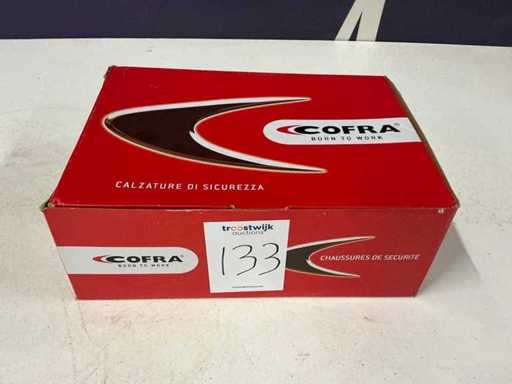 COFRA®
BORN TO WORK
CALZATURE DI SICUREZZA
COFRA®
BORN TO WORK
troostwijk
auctions
133
CHAUSSURES DE SECURITE